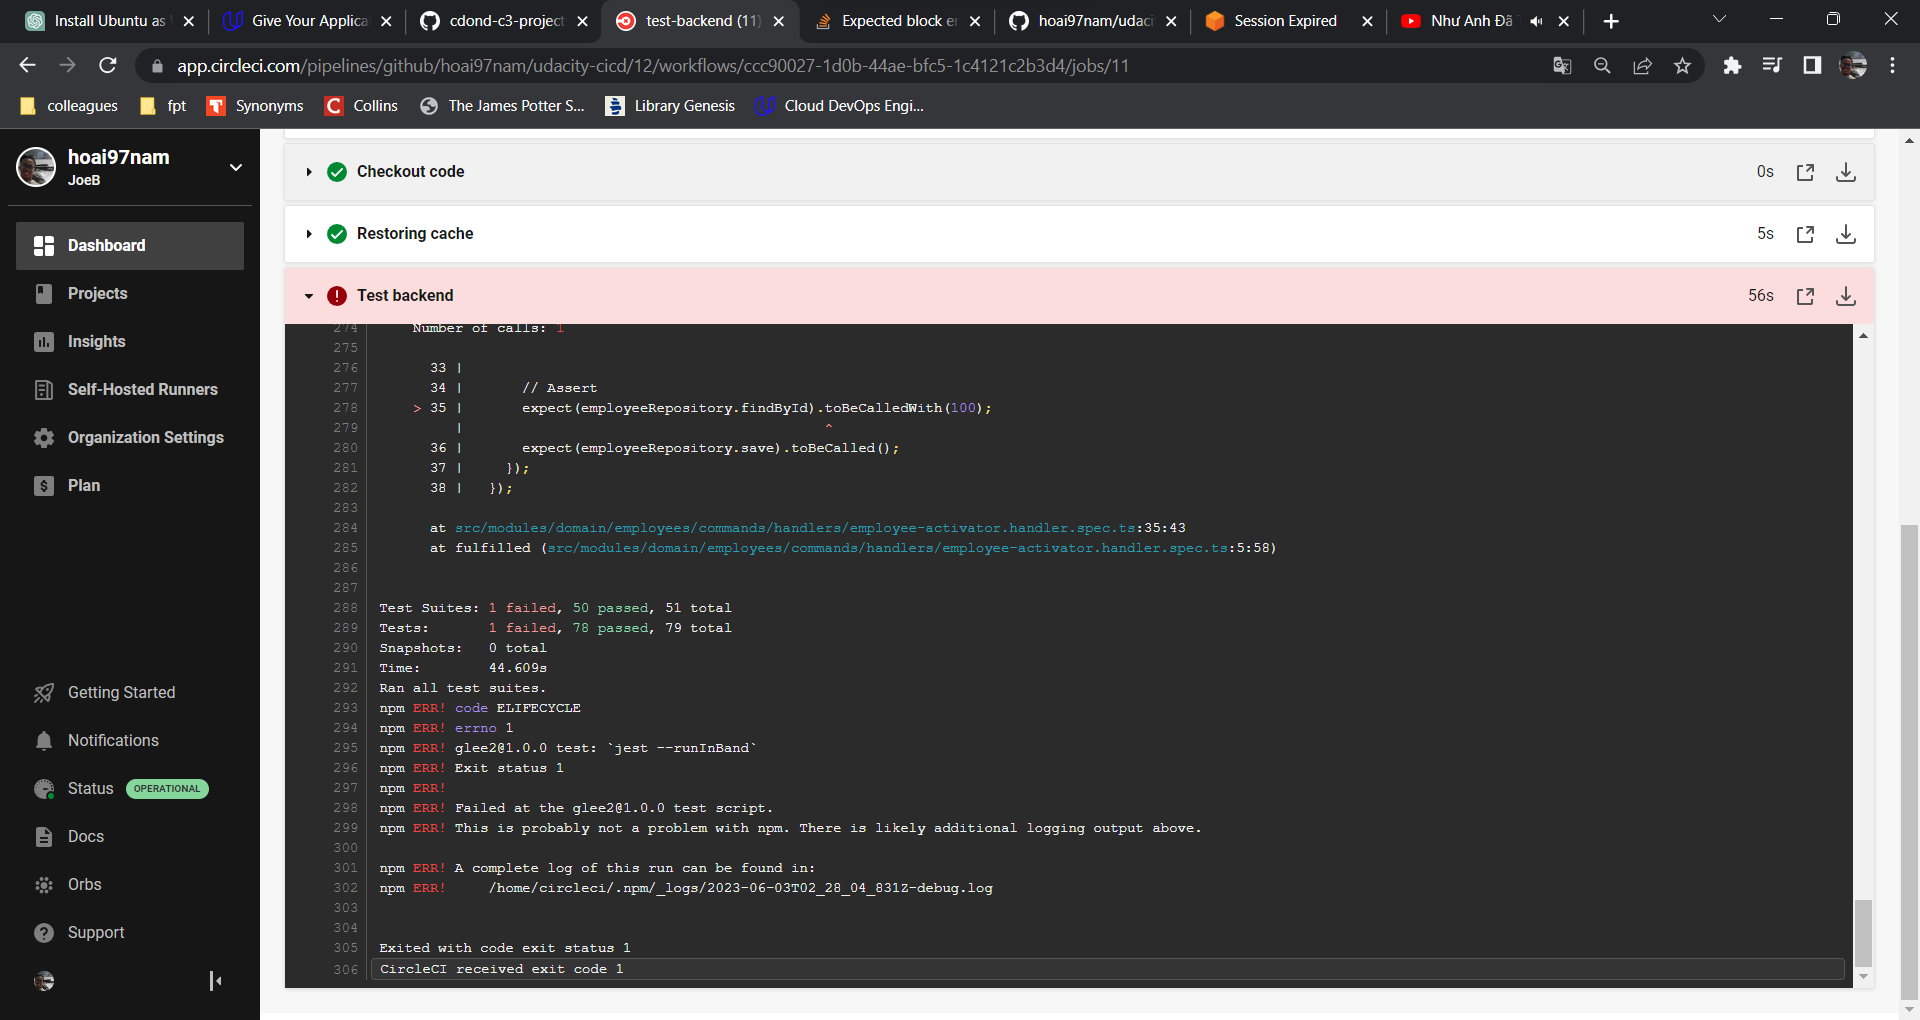 Install Ubuntu as
Give Your Applica
cdond-c3-project
test-backend (11)
Expected block e
hoai97nam/udaci
Session Expired
Như Anh Đã
app.circleci.com/pipelines/github/hoai97nam/udacity-cicd/12/workflows/ccc90027-1d0b-44ae-bfc5-1c4121c2b3d4/jobs/11
colleagues
fpt
Synonyms
Collins
The James Potter S...
Library Genesis
Cloud DevOps Engi...
hoai97nam
JoeB
Dashboard
Projects
Insights
Self-Hosted Runners
Organization Settings
Plan
Getting Started
Notifications
Status OPERATIONAL
Docs
Orbs
Support
Checkout code 0s
Restoring cache 5s
Test backend 56s
274 Number of calls: 1
275
276 33 |
277 34 | // Assert
278 > 35 | expect(employeeRepository.findById).toBeCalledWith(100);
279 | ^
280 36 | expect(employeeRepository.save).toBeCalled();
281 37 | });
282 38 | });
283
284 at src/modules/domain/employees/commands/handlers/employee-activator.handler.spec.ts:35:43
285 at fulfilled (src/modules/domain/employees/commands/handlers/employee-activator.handler.spec.ts:5:58)
286
287
288 Test Suites: 1 failed, 50 passed, 51 total
289 Tests: 1 failed, 78 passed, 79 total
290 Snapshots: 0 total
291 Time: 44.609s
292 Ran all test suites.
293 npm ERR! code ELIFECYCLE
294 npm ERR! errno 1
295 npm ERR! glee2@1.0.0 test: `jest --runInBand`
296 npm ERR! Exit status 1
297 npm ERR!
298 npm ERR! Failed at the glee2@1.0.0 test script.
299 npm ERR! This is probably not a problem with npm. There is likely additional logging output above.
300
301 npm ERR! A complete log of this run can be found in:
302 npm ERR! /home/circleci/.npm/_logs/2023-06-03T02_28_04_831Z-debug.log
303
304
305 Exited with code exit status 1
306 CircleCI received exit code 1